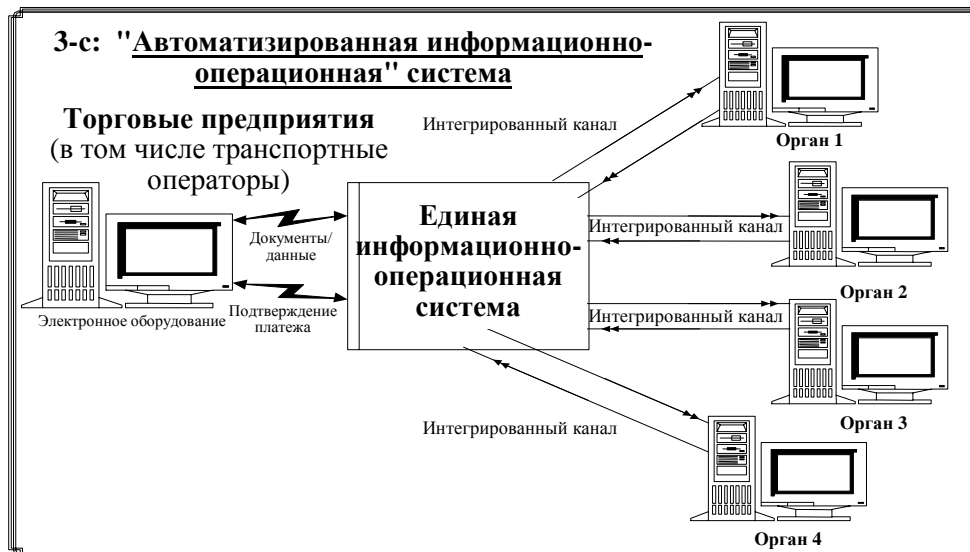 3-с: "Автоматизированная информационно-
операционная" система
Торговые предприятия
(в том числе транспортные
операторы)
Интегрированный канал
Орган 1
Единая
информационно-
операционная
система
Документы/
данные
Интегрированный канал
Орган 2
Подтверждение
платежа
Электронное оборудование
Интегрированный канал
Орган 3
Интегрированный канал
Орган 4